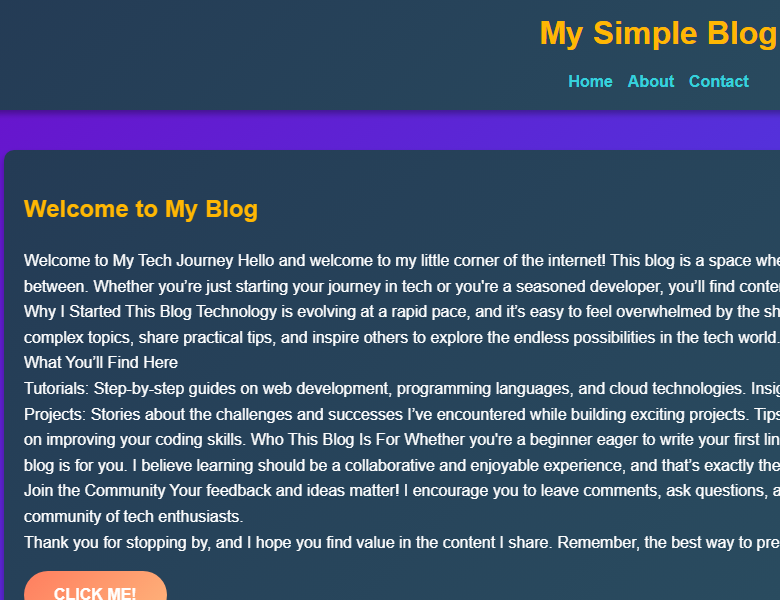 My Simple Blog
Home About Contact
Welcome to My Blog
Welcome to My Tech Journey Hello and welcome to my little corner of the internet! This blog is a space
between. Whether you’re just starting your journey in tech or you're a seasoned developer, you’ll find
Why I Started This Blog Technology is evolving at a rapid pace, and it’s easy to feel overwhelmed by the
complex topics, share practical tips, and inspire others to explore the endless possibilities in the tech world.
What You’ll Find Here
Tutorials: Step-by-step guides on web development, programming languages, and cloud technologies.
Projects: Stories about the challenges and successes I’ve encountered while building exciting projects. Tips
on improving your coding skills. Who This Blog Is For Whether you're a beginner eager to write your first
blog is for you. I believe learning should be a collaborative and enjoyable experience, and that’s exactly the
Join the Community Your feedback and ideas matter! I encourage you to leave comments, ask questions,
community of tech enthusiasts.
Thank you for stopping by, and I hope you find value in the content I share. Remember, the best way to
CLICK ME!